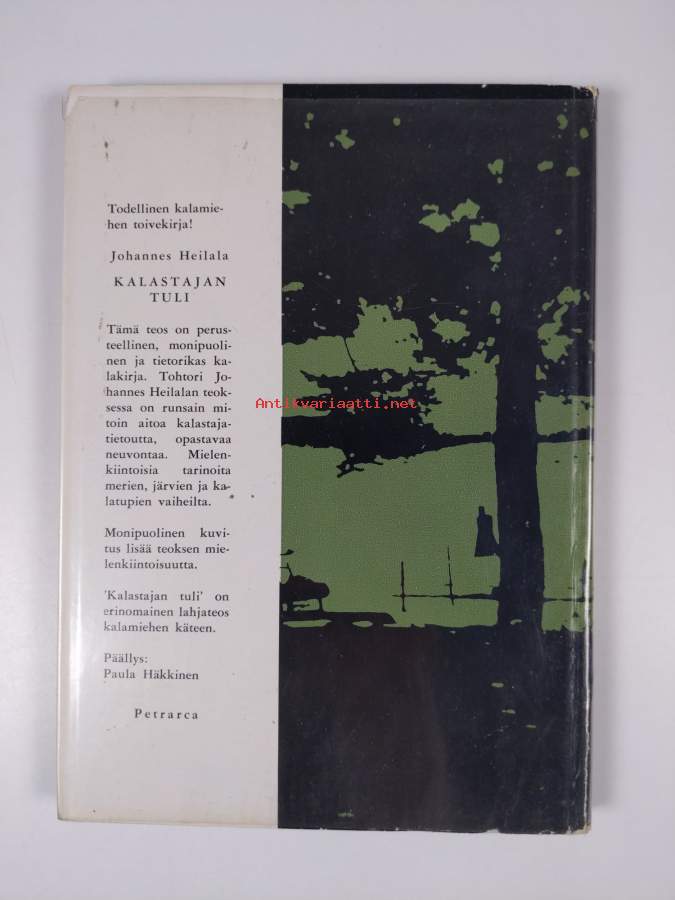 Todellinen kalamie-
hen toivekirja!
Johannes Heilala
KALASTAJAN
TULI
Tämä teos on perus-
teellinen, monipuoli-
nen ja tietorikas ka-
lakirja. Tohtori Jo-
hannes Heilalan teok-
sessa on runsain mi-
toin aitoa kalastaja-
tietoutta, opastavaa
neuvontaa. Mielen-
kiintoisia tarinoita
merien, järvien ja ka-
latupien vaiheilta.
Monipuolinen kuvi-
tus lisää teoksen mie-
lenkiintoisuutta.
'Kalastajan tuli' on
erinomainen lahjateos
kalamiehen käteen.
Päällys:
Paula Häkkinen
Petrarca
Antikvariaatti.net